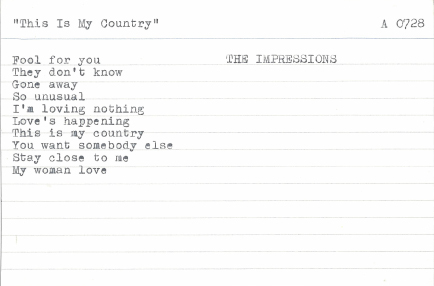 "This Is My Country" A 0728
Fool for you THE IMPRESSIONS
They don't know
Gone away
So unusual
I'm loving nothing
Love's happening
This is my country
You want somebody else
Stay close to me
My woman love